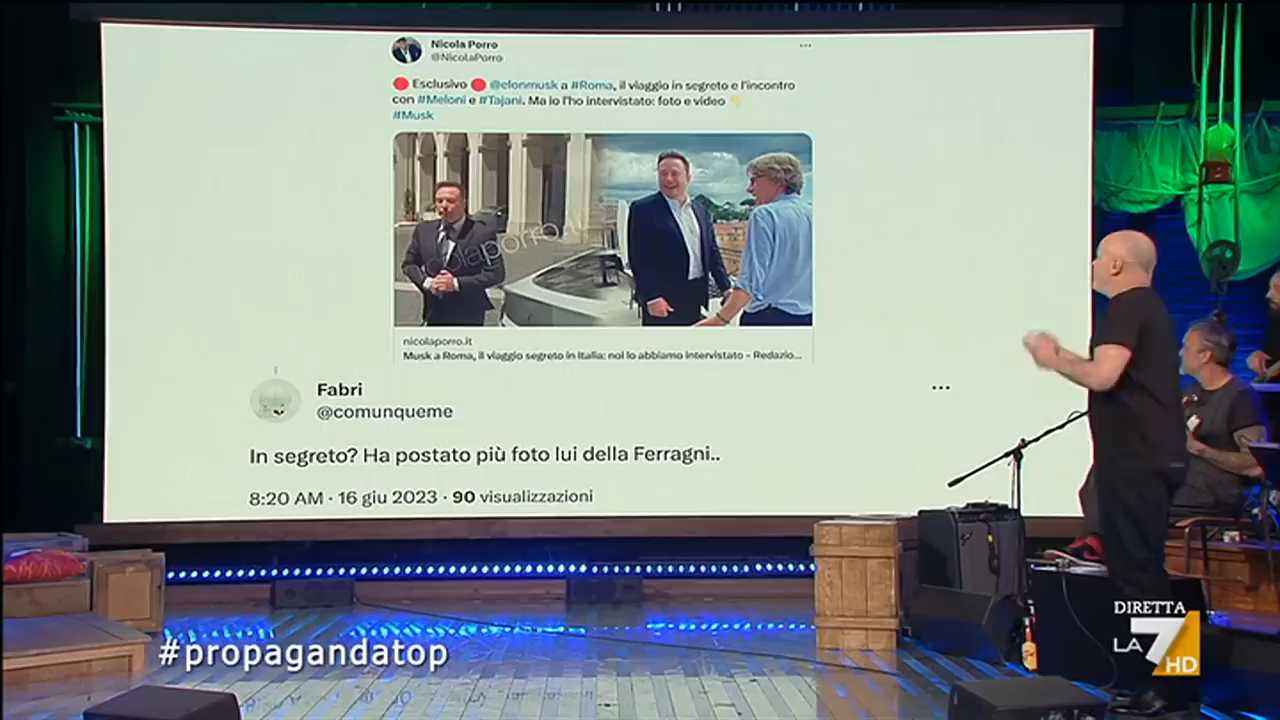 Nicola Porro
@NicolaPorro
Esclusivo @elonmusk a #Roma, il viaggio in segreto e l'incontro
con #Meloni e #Tajani. Ma io l'ho intervistato: foto e video
#Musk
nicolaporro.it
nicolaporro.it
Musk a Roma, il viaggio segreto in Italia: noi lo abbiamo intervistato - Redazio...
Fabri
@comunqueme
In segreto? Ha postato più foto lui della Ferragni..
8:20 AM · 16 giu 2023 · 90 visualizzazioni
#propagandatop
DIRETTA
LA 7 HD